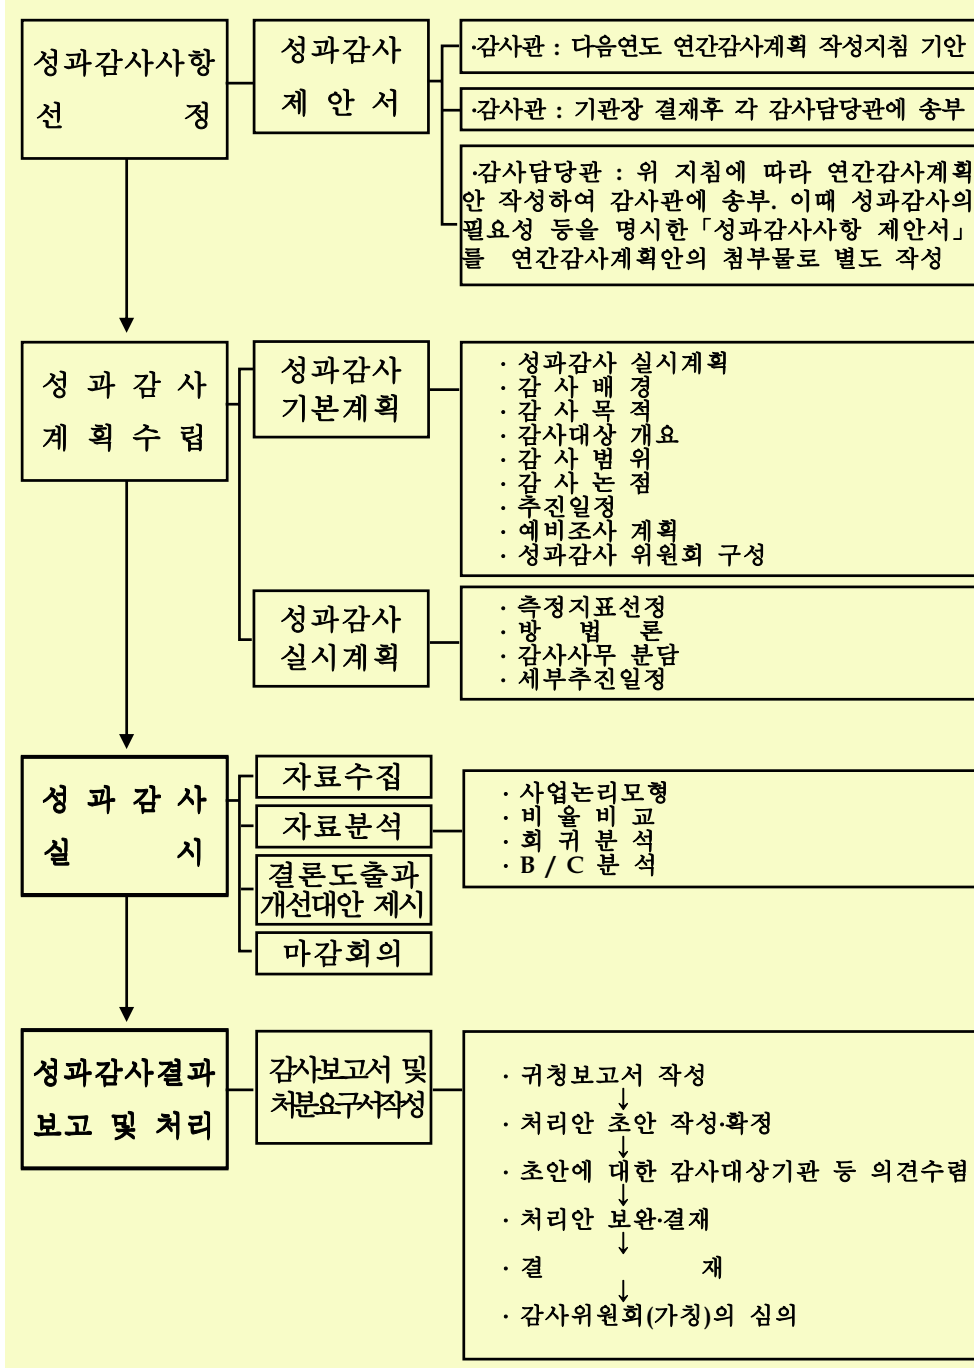 성과감사사항
선 정
성과감사
제 안 서
·감사관 : 다음연도 연간감사계획 작성지침 기안
·감사관 : 기관장 결재후 각 감사담당관에 송부
·감사담당관 : 위 지침에 따라 연간감사계획
안 작성하여 감사관에 송부. 이때 성과감사의
필요성 등을 명시한「성과감사사항 제안서」
를 연간감사계획안의 첨부물로 별도 작성
성 과 감 사
계 획 수 립
성과감사
기본계획
· 성과감사 실시계획
· 감 사 배 경
· 감 사 목 적
· 감사대상 개요
· 감 사 범 위
· 감 사 논 점
· 추진일정
· 예비조사 계획
· 성과감사 위원회 구성
성과감사
실시계획
· 측정지표선정
· 방 법 론
· 감사사무 분담
· 세부추진일정
성 과 감 사
실 시
자료수집
자료분석
결론도출과
개선대안 제시
마감회의
· 사업논리모형
· 비 율 비 교
· 회 귀 분 석
· B / C 분 석
성과감사결과
보고 및 처리
감사보고서 및
처분요구서작성
· 귀청보고서 작성
↓
· 처리안 초안 작성·확정
↓
· 초안에 대한 감사대상기관 등 의견수렴
↓
· 처리안 보완·결재
↓
· 결 재
↓
· 감사위원회(가칭)의 심의